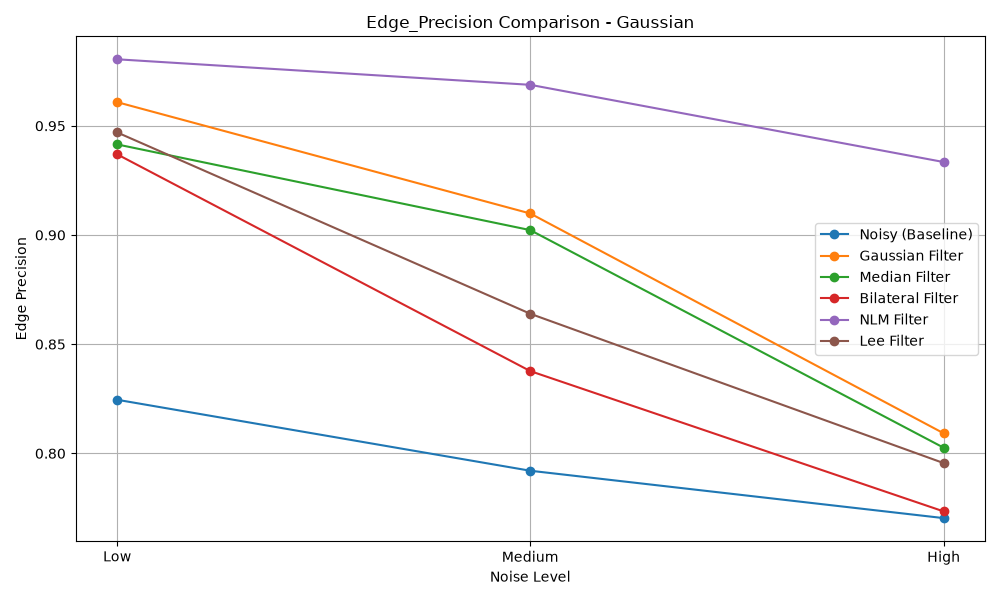 Edge_Precision Comparison - Gaussian
Edge Precision
0.95
0.90
0.85
0.80
Noisy (Baseline)
Gaussian Filter
Median Filter
Bilateral Filter
NLM Filter
Lee Filter
Low
Medium
High
Noise Level